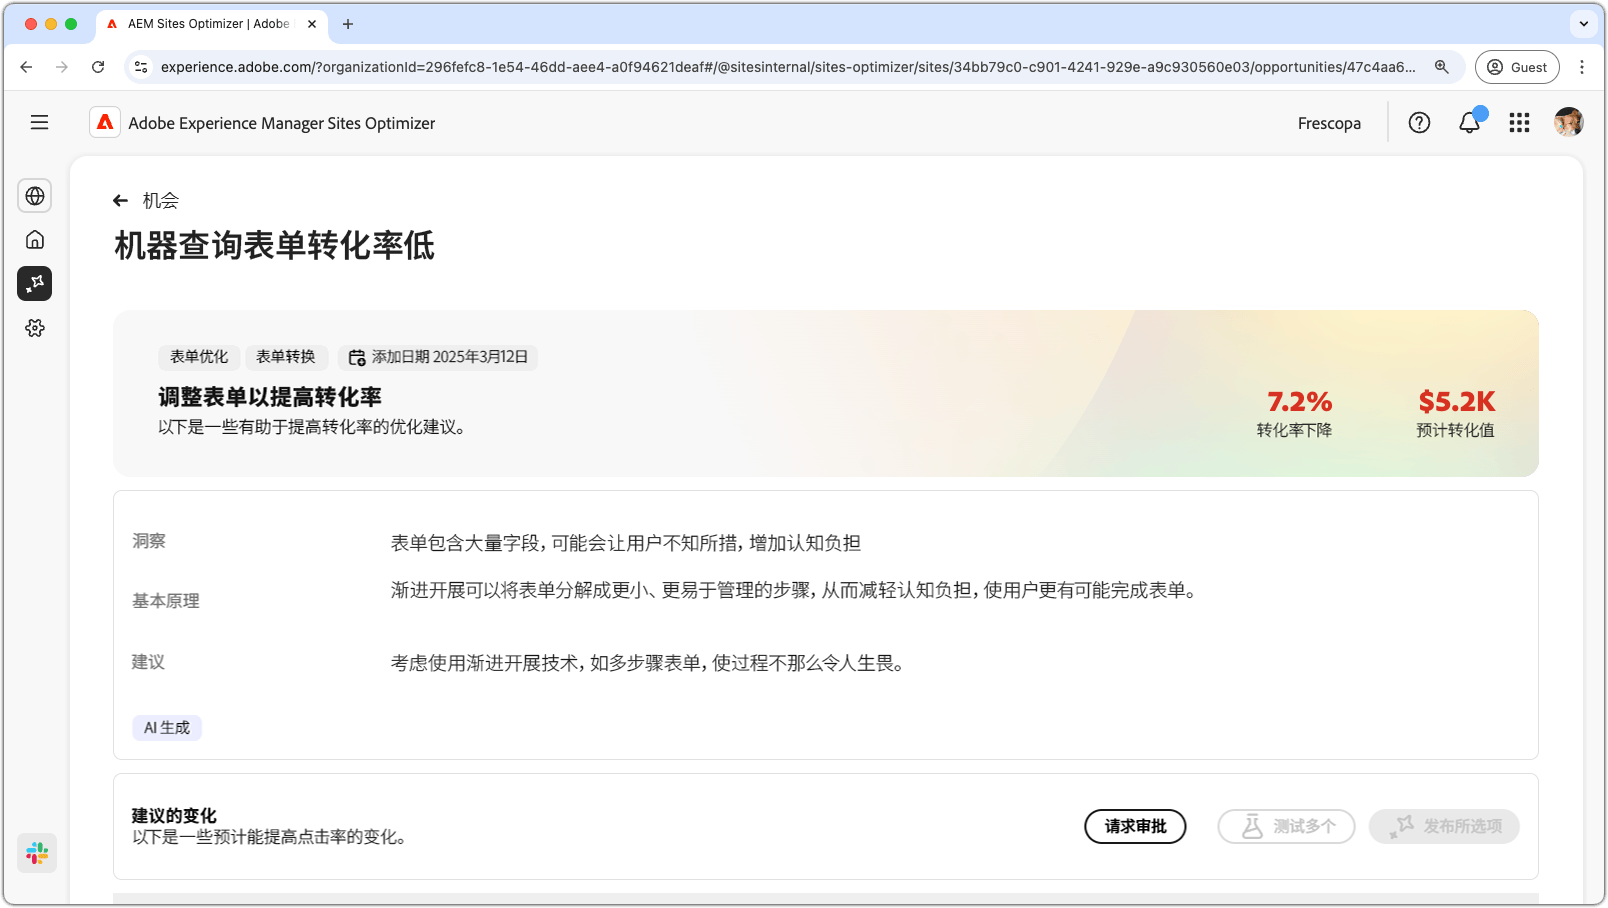 AEM Sites Optimizer | Adobe
experience.adobe.com/?organizationId=296fefc8-1e54-46dd-aee4-a0f94621deaf#/@sitesinternal/sites-optimizer/sites/34bb79c0-c901-4241-929e-a9c930560e03/opportunities/47c4aa6...
Guest
Adobe Experience Manager Sites Optimizer
Frescopa
机会
机器查询表单转化率低
表单优化 表单转换 添加日期 2025年3月12日
调整表单以提高转化率
以下是一些有助于提高转化率的优化建议。
7.2%
转化率下降
$5.2K
预计转化值
洞察
表单包含大量字段，可能会让用户不知所措，增加认知负担
基本原理
渐进开展可以将表单分解成更小、更易于管理的步骤，从而减轻认知负担，使用户更有可能完成表单。
建议
考虑使用渐进开展技术，如多步骤表单，使过程不那么令人生畏。
AI 生成
建议的变化
以下是一些预计能提高点击率的变化。
请求审批
测试多个
发布所选项